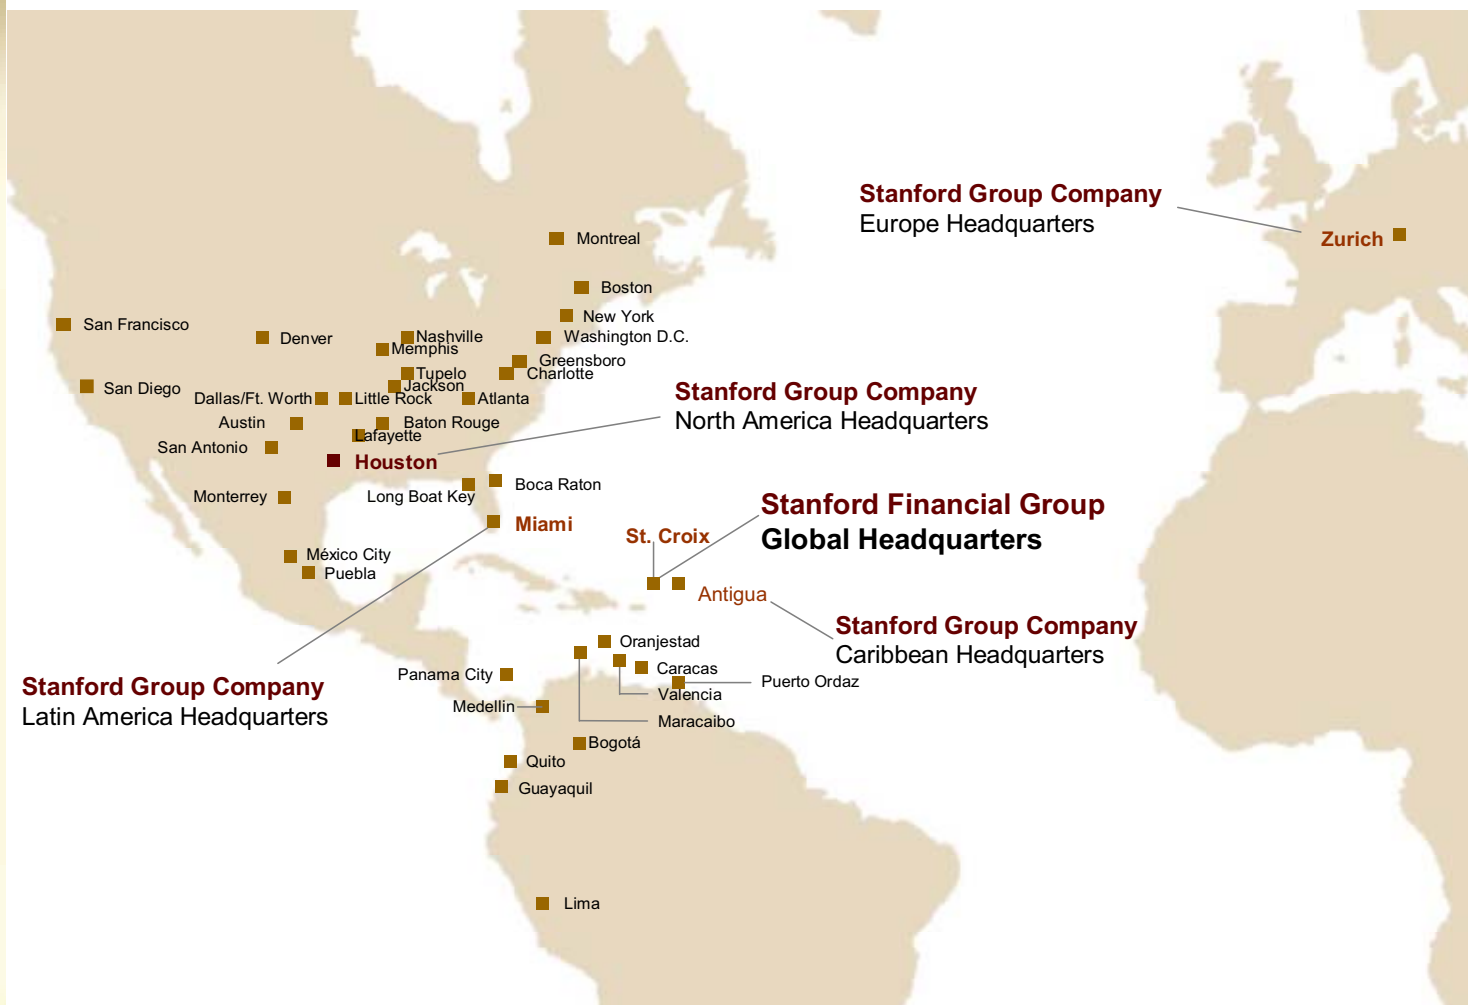 Stanford Group Company
Europe Headquarters
Zurich
Montreal
Boston
New York
San Francisco
Denver
Nashville
Washington D.C.
Memphis
Greensboro
Tupelo
Charlotte
San Diego
Jackson
Dallas/Ft. Worth
Little Rock
Atlanta
Stanford Group Company
North America Headquarters
Austin
Baton Rouge
Lafayette
San Antonio
Houston
Monterrey
Long Boat Key
Boca Raton
Miami
Stanford Financial Group
Global Headquarters
St. Croix
México City
Puebla
Antigua
Stanford Group Company
Caribbean Headquarters
Oranjestad
Caracas
Panama City
Puerto Ordaz
Valencia
Stanford Group Company
Latin America Headquarters
Medellin
Maracaibo
Bogotá
Quito
Guayaquil
Lima